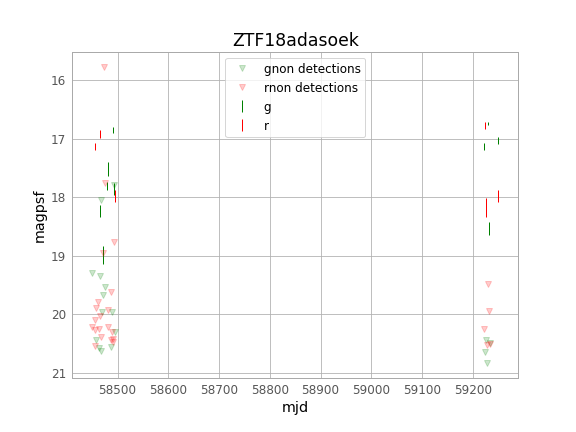 ZTF18adasoek
gnon detections
rnon detections
g
r
magpsf
16
17
18
19
20
21
58500 58600 58700 58800 58900 59000 59100 59200
mjd